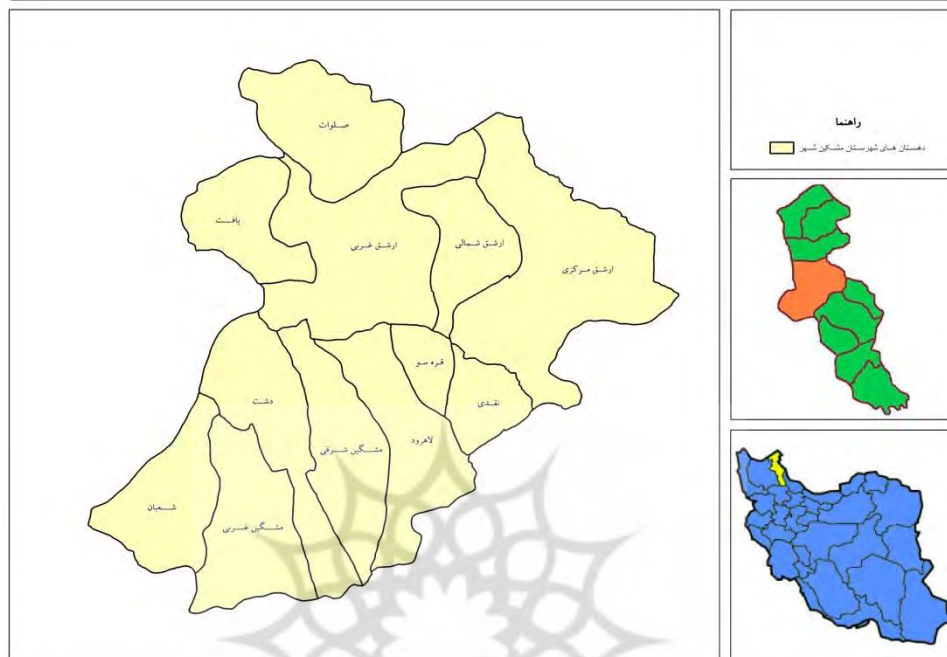 راهنما
دهستان های شهرستان مشگین شهر
صلوات
یافت
ارشق غربی
ارشق شمالی
ارشق مرکزی
قره سو
نقدی
دشت
لاهرود
مشگین شرقی
شعبان
مشگین غربی